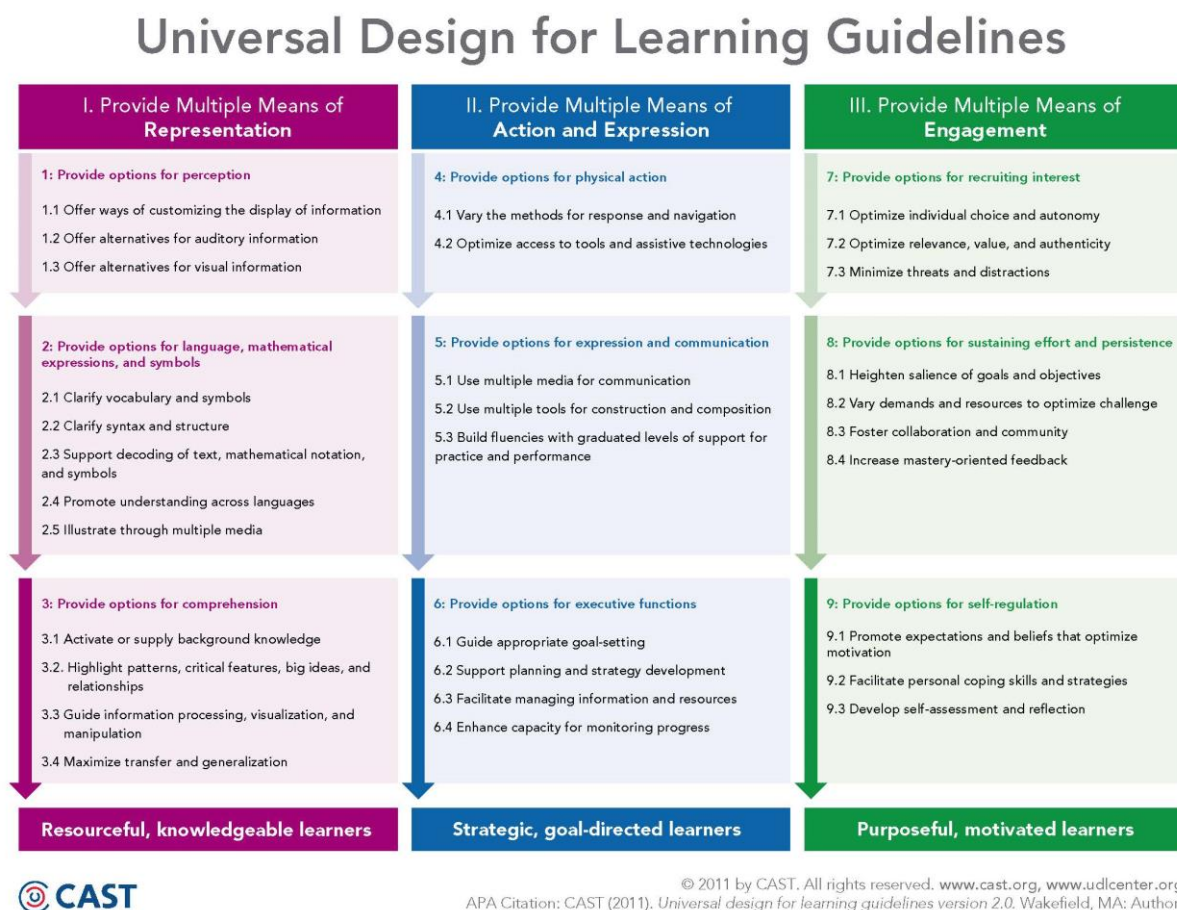 Universal Design for Learning Guidelines
I. Provide Multiple Means of
Representation
1: Provide options for perception
1.1 Offer ways of customizing the display of information
1.2 Offer alternatives for auditory information
1.3 Offer alternatives for visual information
2: Provide options for language, mathematical
expressions, and symbols
2.1 Clarify vocabulary and symbols
2.2 Clarify syntax and structure
2.3 Support decoding of text, mathematical notation,
and symbols
2.4 Promote understanding across languages
2.5 Illustrate through multiple media
3: Provide options for comprehension
3.1 Activate or supply background knowledge
3.2. Highlight patterns, critical features, big ideas, and
relationships
3.3 Guide information processing, visualization, and
manipulation
3.4 Maximize transfer and generalization
Resourceful, knowledgeable learners
II. Provide Multiple Means of
Action and Expression
4: Provide options for physical action
4.1 Vary the methods for response and navigation
4.2 Optimize access to tools and assistive technologies
5: Provide options for expression and communication
5.1 Use multiple media for communication
5.2 Use multiple tools for construction and composition
5.3 Build fluencies with graduated levels of support for
practice and performance
6: Provide options for executive functions
6.1 Guide appropriate goal-setting
6.2 Support planning and strategy development
6.3 Facilitate managing information and resources
6.4 Enhance capacity for monitoring progress
Strategic, goal-directed learners
III. Provide Multiple Means of
Engagement
7: Provide options for recruiting interest
7.1 Optimize individual choice and autonomy
7.2 Optimize relevance, value, and authenticity
7.3 Minimize threats and distractions
8: Provide options for sustaining effort and persistence
8.1 Heighten salience of goals and objectives
8.2 Vary demands and resources to optimize challenge
8.3 Foster collaboration and community
8.4 Increase mastery-oriented feedback
9: Provide options for self-regulation
9.1 Promote expectations and beliefs that optimize
motivation
9.2 Facilitate personal coping skills and strategies
9.3 Develop self-assessment and reflection
Purposeful, motivated learners
CAST
© 2011 by CAST. All rights reserved. www.cast.org, www.udlcenter.org
APA Citation: CAST (2011). Universal design for learning guidelines version 2.0. Wakefield, MA: Author